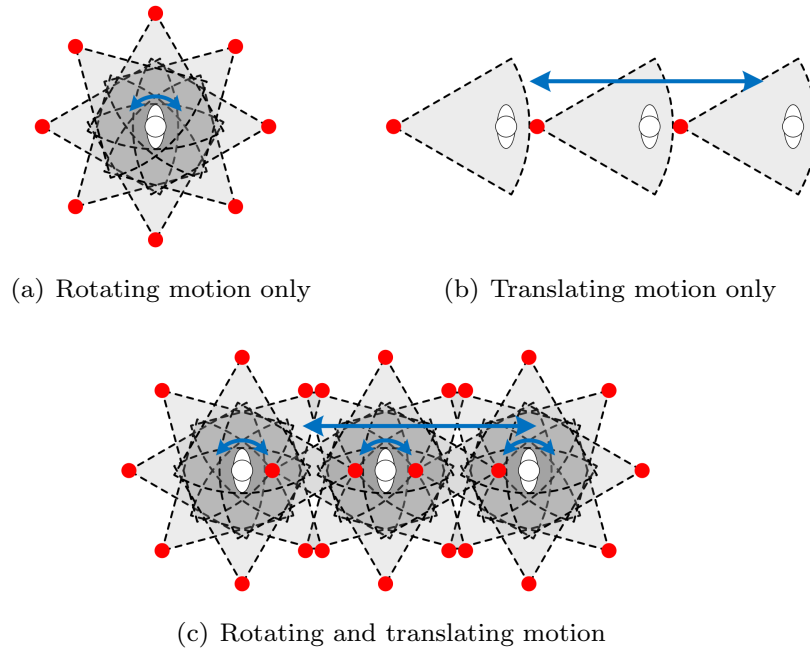 (a) Rotating motion only
(b) Translating motion only
(c) Rotating and translating motion